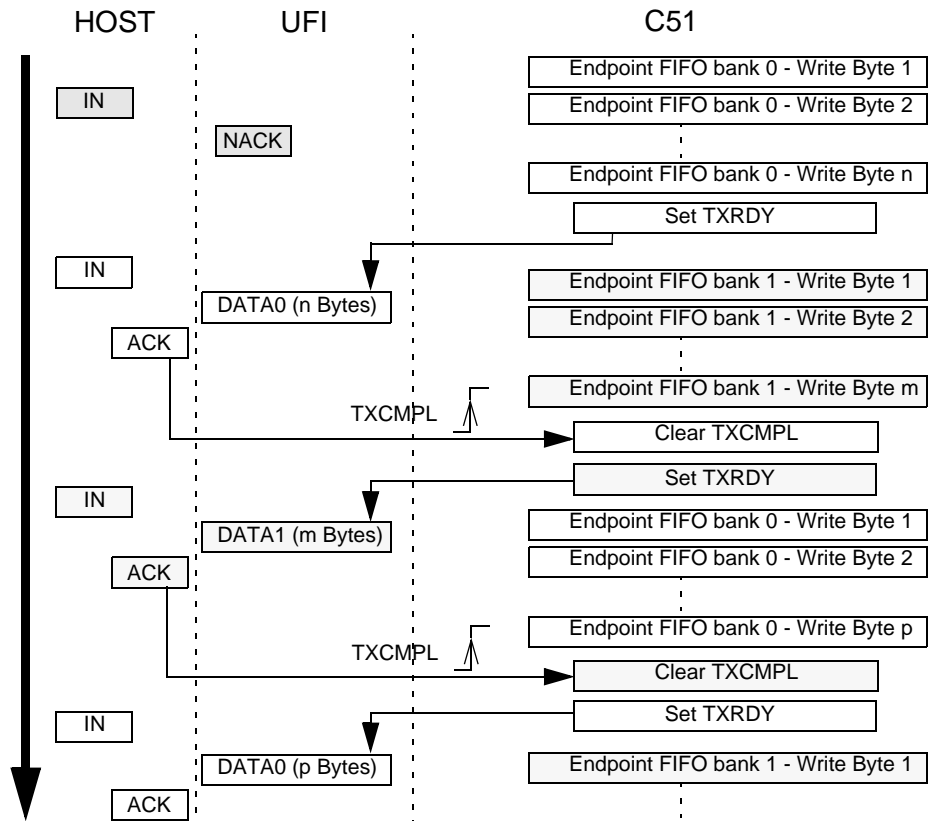 HOST UFI C51
Endpoint FIFO bank 0 - Write Byte 1
IN
Endpoint FIFO bank 0 - Write Byte 2
NACK
Endpoint FIFO bank 0 - Write Byte n
Set TXRDY
IN
Endpoint FIFO bank 1 - Write Byte 1
DATA0 (n Bytes)
Endpoint FIFO bank 1 - Write Byte 2
ACK
Endpoint FIFO bank 1 - Write Byte m
TXCMPL
Clear TXCMPL
Set TXRDY
IN
Endpoint FIFO bank 0 - Write Byte 1
DATA1 (m Bytes)
Endpoint FIFO bank 0 - Write Byte 2
ACK
Endpoint FIFO bank 0 - Write Byte p
TXCMPL
Clear TXCMPL
Set TXRDY
IN
DATA0 (p Bytes)
Endpoint FIFO bank 1 - Write Byte 1
ACK